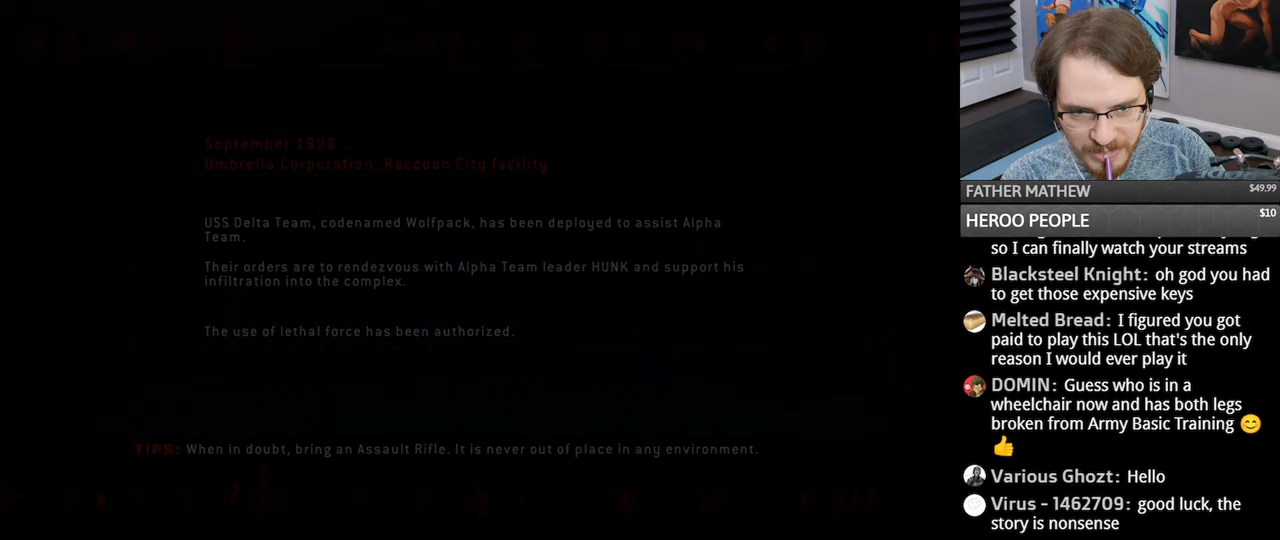 September 1998...
Umbrella Corporation, Raccoon City facility
USS Delta Team, codenamed Wolfpack, has been deployed to assist Alpha
Team.
Their orders are to rendezvous with Alpha Team leader HUNK and support his
infiltration into the complex.
The use of lethal force has been authorized.
TIPS: When in doubt, bring an Assault Rifle. It is never out of place in any environment.
FATHER MATHEW $49.99
HEROO PEOPLE $10
so I can finally watch your streams
Blacksteel Knight: oh god you had
to get those expensive keys
Melted Bread: I figured you got
paid to play this LOL that's the only
reason I would ever play it
DOMIN: Guess who is in a
wheelchair now and has both legs
broken from Army Basic Training 😊
👍
Various Ghozt: Hello
Virus - 1462709: good luck, the
story is nonsense